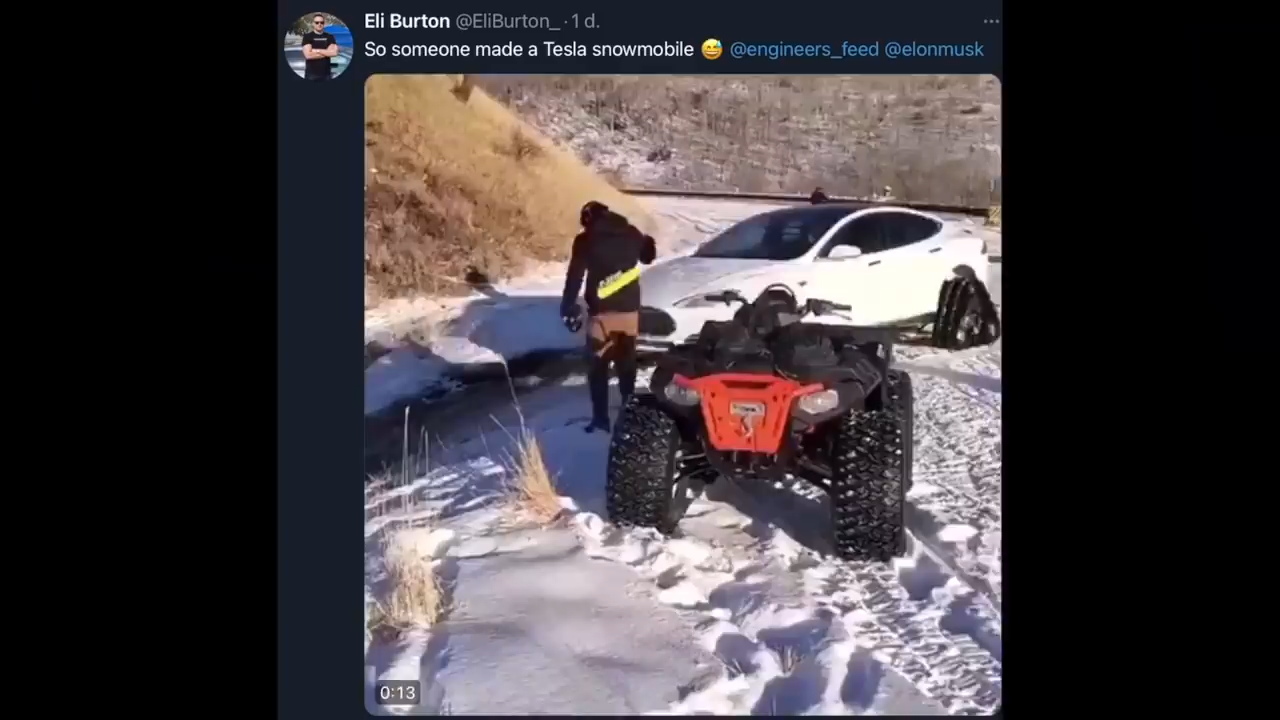 Eli Burton @EliBurton_ · 1 d.
So someone made a Tesla snowmobile 😅 @engineers_feed @elonmusk
0:13